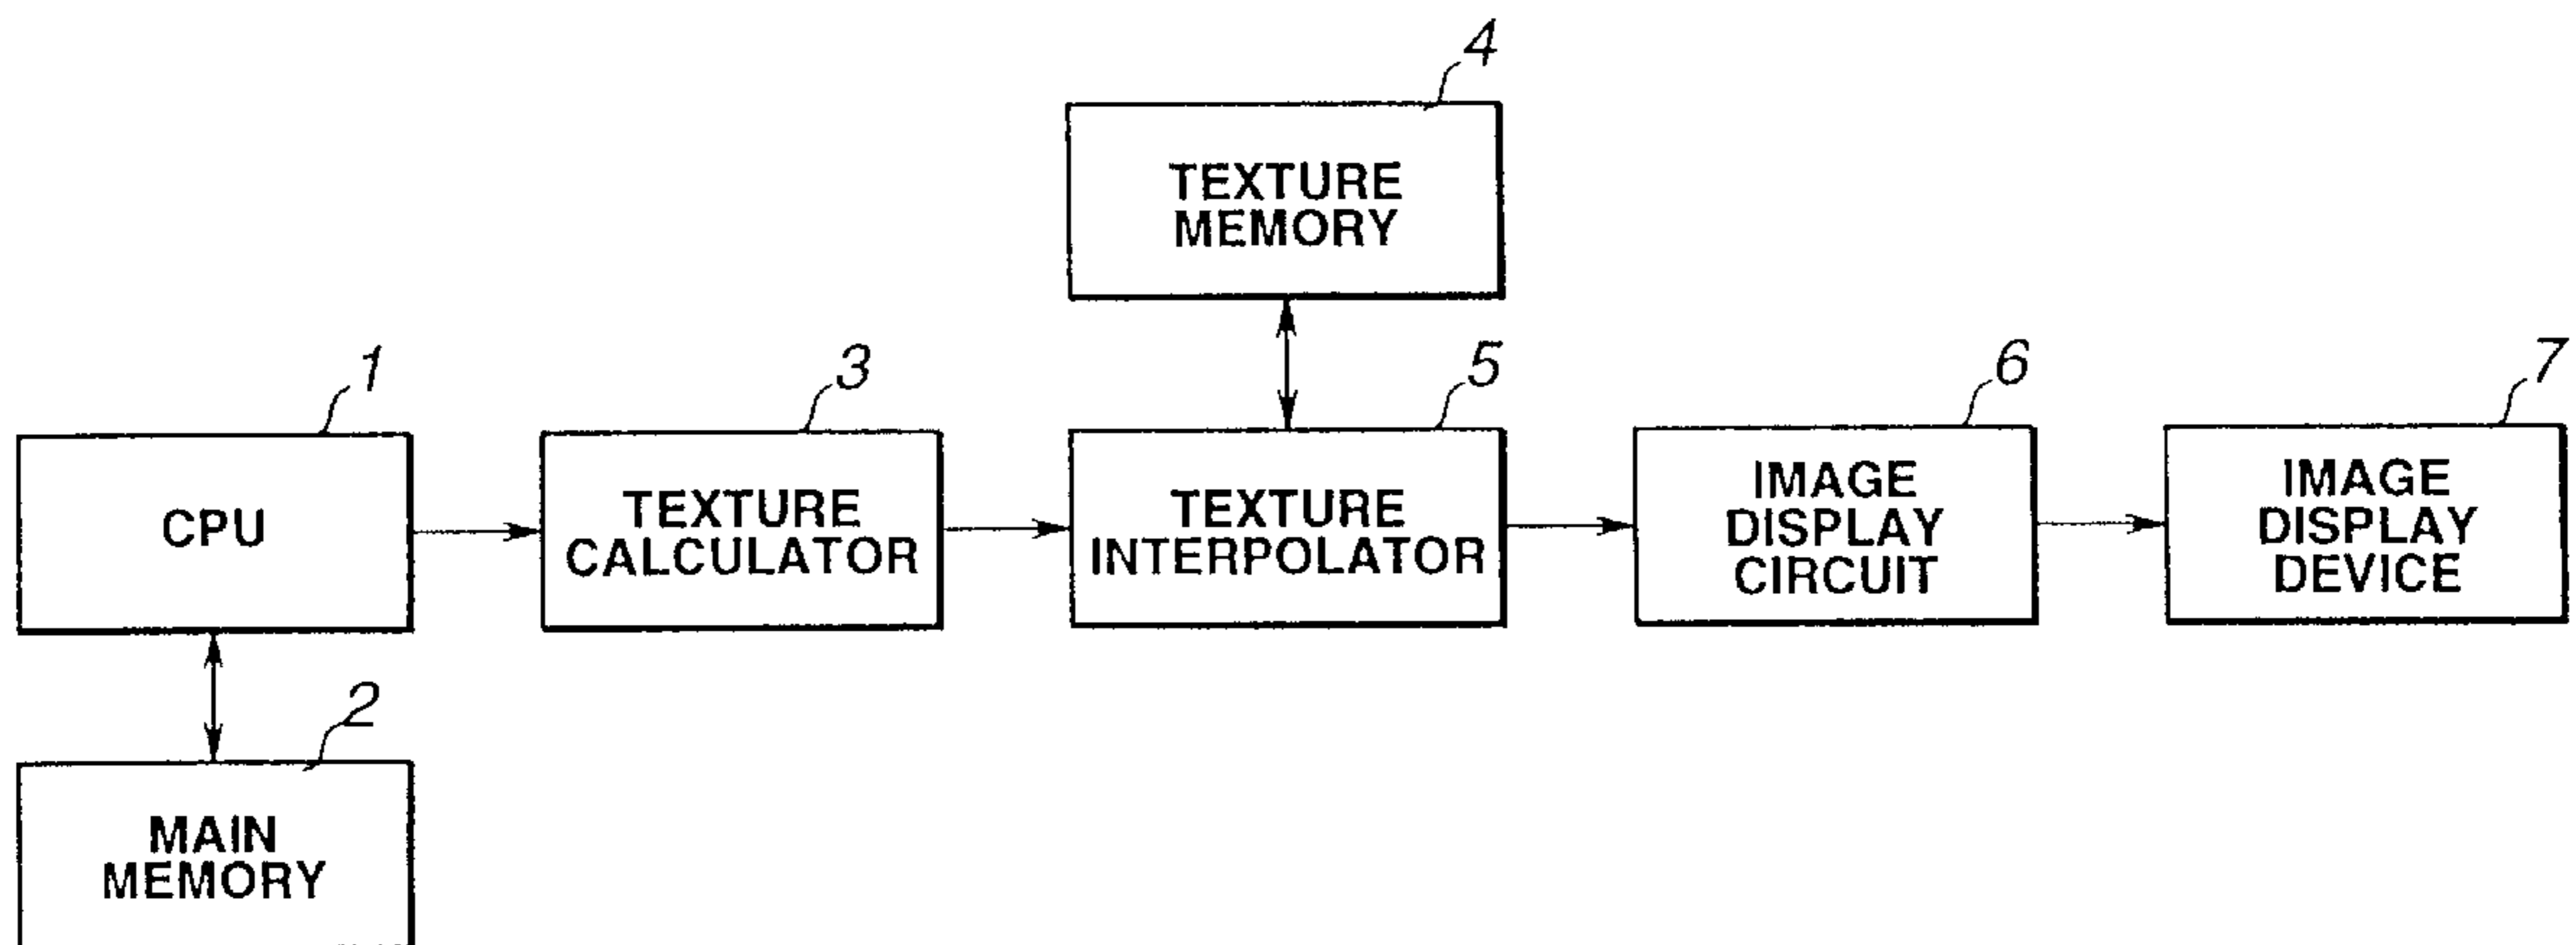 4
TEXTURE
MEMORY
1
3
5
6
7
CPU
TEXTURE
CALCULATOR
TEXTURE
INTERPOLATOR
IMAGE
DISPLAY
CIRCUIT
IMAGE
DISPLAY
DEVICE
2
MAIN
MEMORY